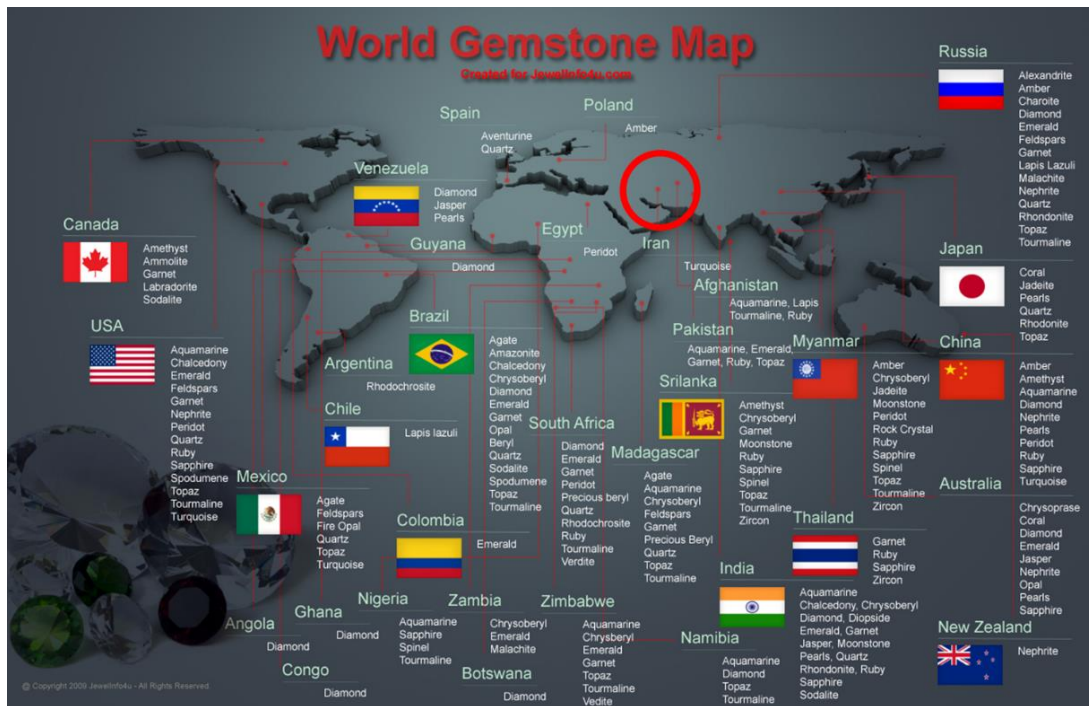 World Gemstone Map
Created for JewelInfo4u.com
Russia
Alexandrite
Amber
Charoite
Diamond
Emerald
Feldspars
Garnet
Lapis Lazuli
Malachite
Nephrite
Quartz
Rhondonite
Topaz
Tourmaline
Spain
Aventurine
Quartz
Poland
Amber
Venezuela
Diamond
Jasper
Pearls
Canada
Amethyst
Ammolite
Garnet
Labradorite
Sodalite
Guyana
Diamond
Egypt
Peridot
Iran
Turquoise
Japan
Coral
Jadeite
Pearls
Quartz
Rhodonite
Topaz
Afghanistan
Aquamarine, Lapis
Tourmaline, Ruby
USA
Aquamarine
Chalcedony
Emerald
Feldspars
Garnet
Nephrite
Peridot
Quartz
Ruby
Sapphire
Spodumene
Topaz
Tourmaline
Turquoise
Brazil
Agate
Amazonite
Chalcedony
Chrysoberyl
Diamond
Emerald
Garnet
Opal
Beryl
Quartz
Sodalite
Spodumene
Topaz
Tourmaline
Pakistan
Aquamarine, Emerald,
Garnet, Ruby, Topaz
Myanmar
Amber
Chrysoberyl
Jadeite
Moonstone
Peridot
Rock Crystal
Ruby
Sapphire
Spinel
Topaz
Tourmaline
Zircon
China
Amber
Amethyst
Aquamarine
Diamond
Nephrite
Pearls
Peridot
Ruby
Sapphire
Turquoise
Argentina
Rhodochrosite
Srilanka
Amethyst
Chrysoberyl
Garnet
Moonstone
Ruby
Sapphire
Spinel
Topaz
Tourmaline
Zircon
Chile
Lapis lazuli
South Africa
Diamond
Emerald
Garnet
Peridot
Precious beryl
Quartz
Rhodochrosite
Ruby
Tourmaline
Verdite
Madagascar
Agate
Aquamarine
Chrysoberyl
Feldspars
Garnet
Precious Beryl
Quartz
Topaz
Tourmaline
Mexico
Agate
Feldspars
Fire Opal
Quartz
Topaz
Turquoise
Australia
Chrysoprase
Coral
Diamond
Emerald
Jasper
Nephrite
Opal
Pearls
Sapphire
Colombia
Emerald
Thailand
Garnet
Ruby
Sapphire
Zircon
India
Aquamarine
Chalcedony, Chrysoberyl
Diamond, Diopside
Emerald, Garnet
Jasper, Moonstone
Pearls, Quartz
Rhondonite, Ruby
Sapphire
Sodalite
Angola
Diamond
Ghana
Diamond
Nigeria
Aquamarine
Sapphire
Spinel
Tourmaline
Zambia
Chrysoberyl
Emerald
Malachite
Zimbabwe
Aquamarine
Chrysberyl
Emerald
Garnet
Topaz
Tourmaline
Vedite
Namibia
Aquamarine
Diamond
Topaz
Tourmaline
New Zealand
Nephrite
Congo
Diamond
Botswana
Diamond
@ Copyright 2009 JewelInfo4u - All Rights Reserved